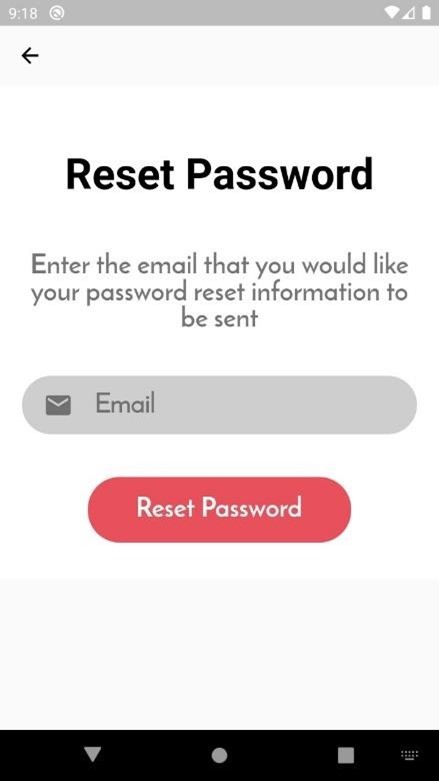 9:18
Reset Password
Enter the email that you would like
your password reset information to
be sent
Email
Reset Password